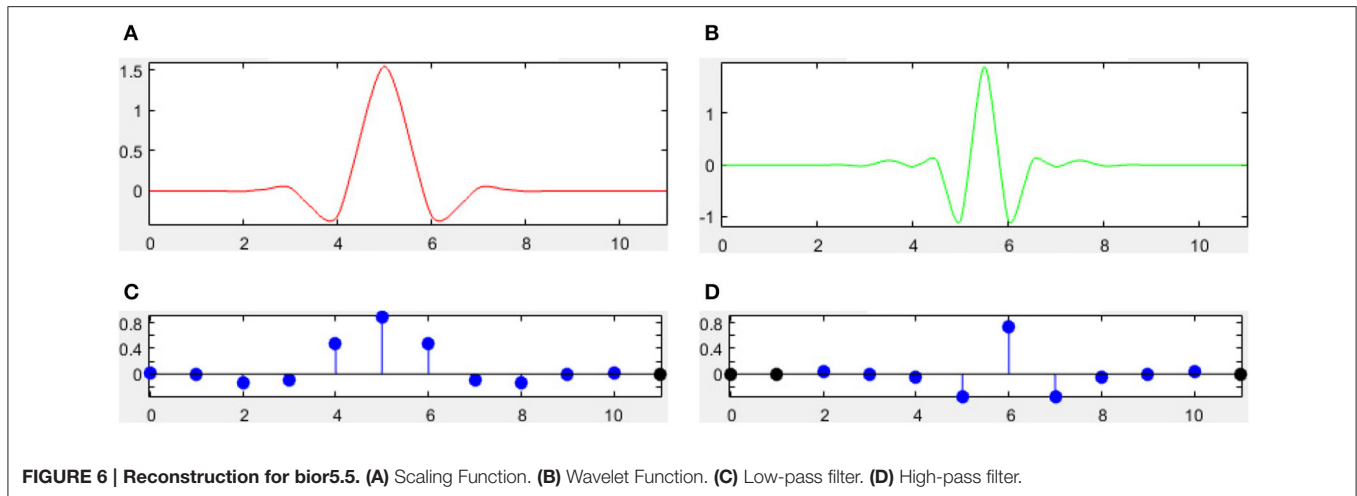 A
B
1.5
1
0.5
0
0 2 4 6 8 10
1
0
-1
0 2 4 6 8 10
C
D
0.8
0.4
0
0 2 4 6 8 10
0.8
0.4
0
0 2 4 6 8 10
FIGURE 6 | Reconstruction for bior5.5. (A) Scaling Function. (B) Wavelet Function. (C) Low-pass filter. (D) High-pass filter.